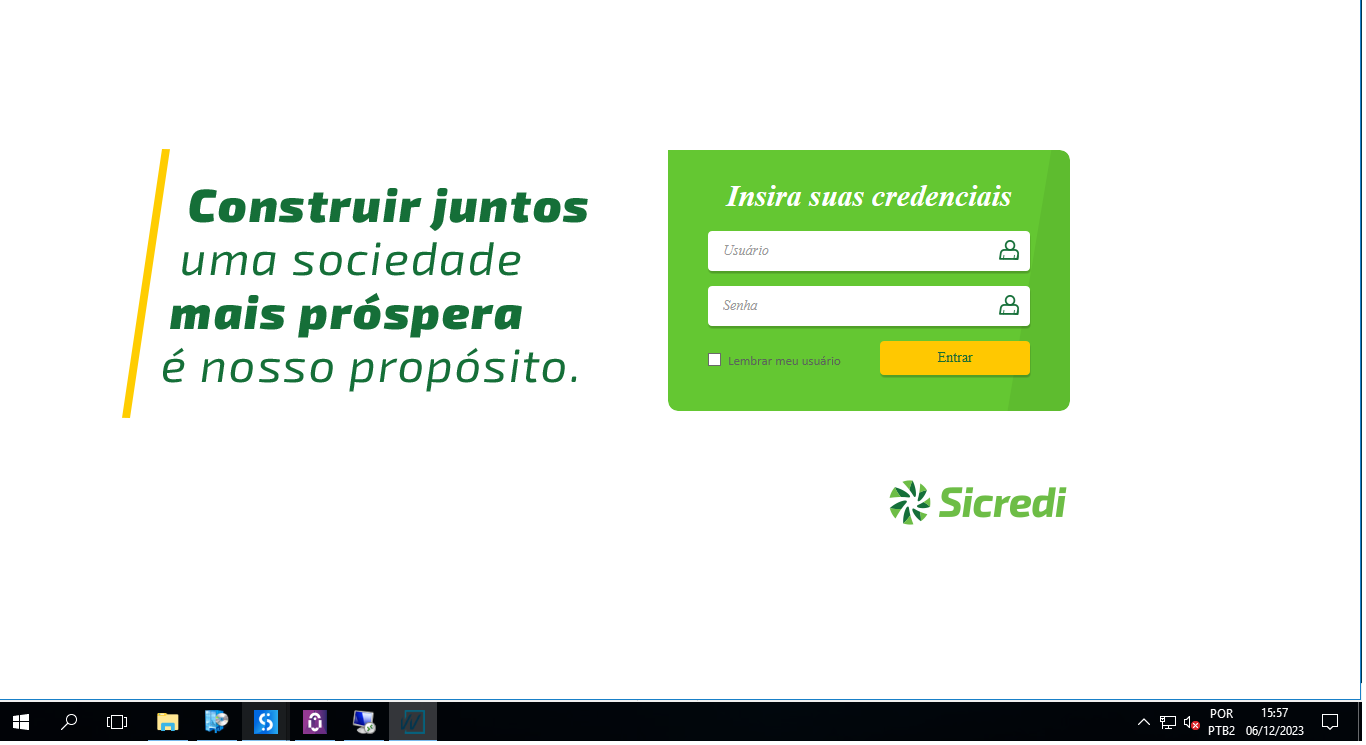 Construir juntos
uma sociedade
mais próspera
é nosso propósito.
Insira suas credenciais
Usuário
Senha
Lembrar meu usuário
Entrar
Sicredi
POR
PTB2
15:57
06/12/2023